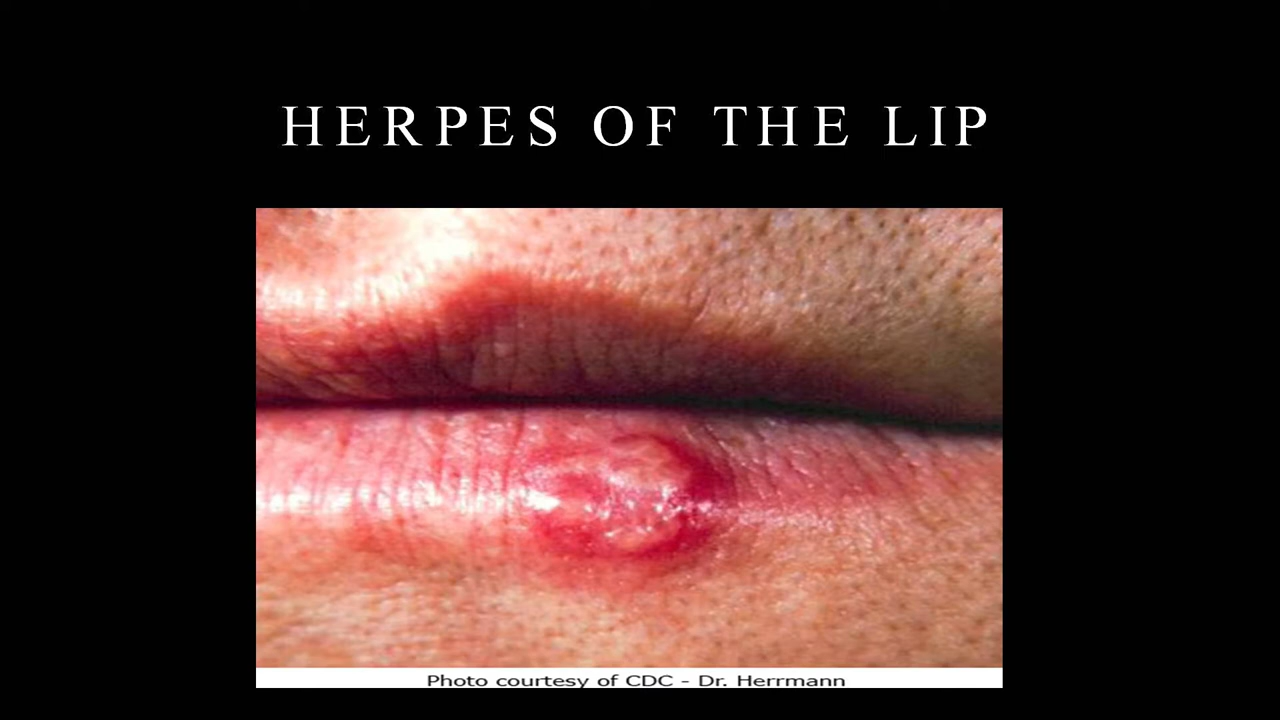 HERPES OF THE LIP
Photo courtesy of CDC - Dr. Herrmann